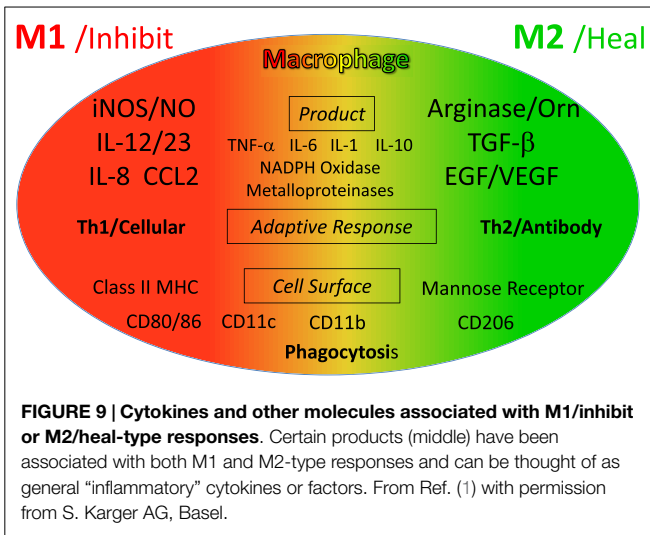 M1 /Inhibit M2 /Heal
Macrophage
iNOS/NO Product Arginase/Orn
IL-12/23 TNF-α IL-6 IL-1 IL-10 TGF-β
NADPH Oxidase
IL-8 CCL2 Metalloproteinases EGF/VEGF
Th1/Cellular Adaptive Response Th2/Antibody
Class II MHC Cell Surface Mannose Receptor
CD80/86 CD11c CD11b CD206
Phagocytosis
FIGURE 9 | Cytokines and other molecules associated with M1/inhibit
or M2/heal-type responses. Certain products (middle) have been
associated with both M1 and M2-type responses and can be thought of as
general “inflammatory” cytokines or factors. From Ref. (1) with permission
from S. Karger AG, Basel.